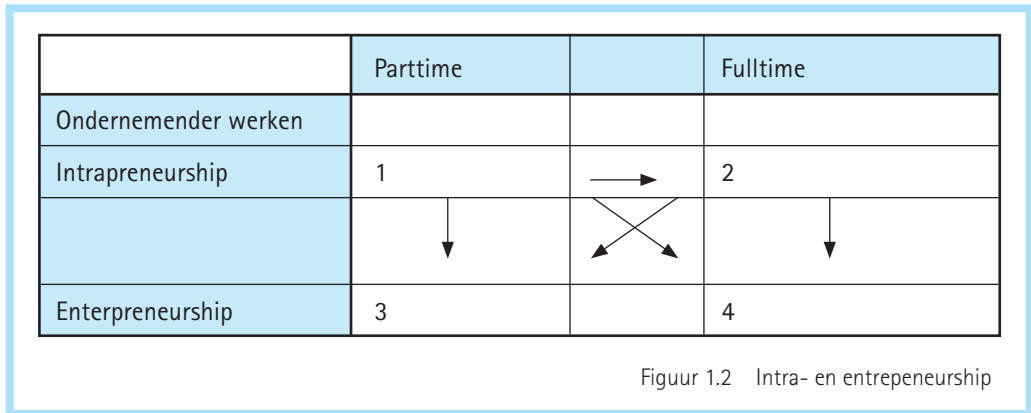 Parttime Fulltime
Ondernemender werken
Intrapreneurship 1 2
Enterpreneurship 3 4
Figuur 1.2 Intra- en entrepeneurship